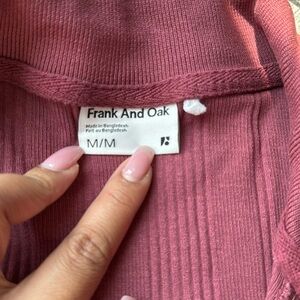 Frank And Oak
Made in Bangladesh.
Fait au Bangladesh.
M/M